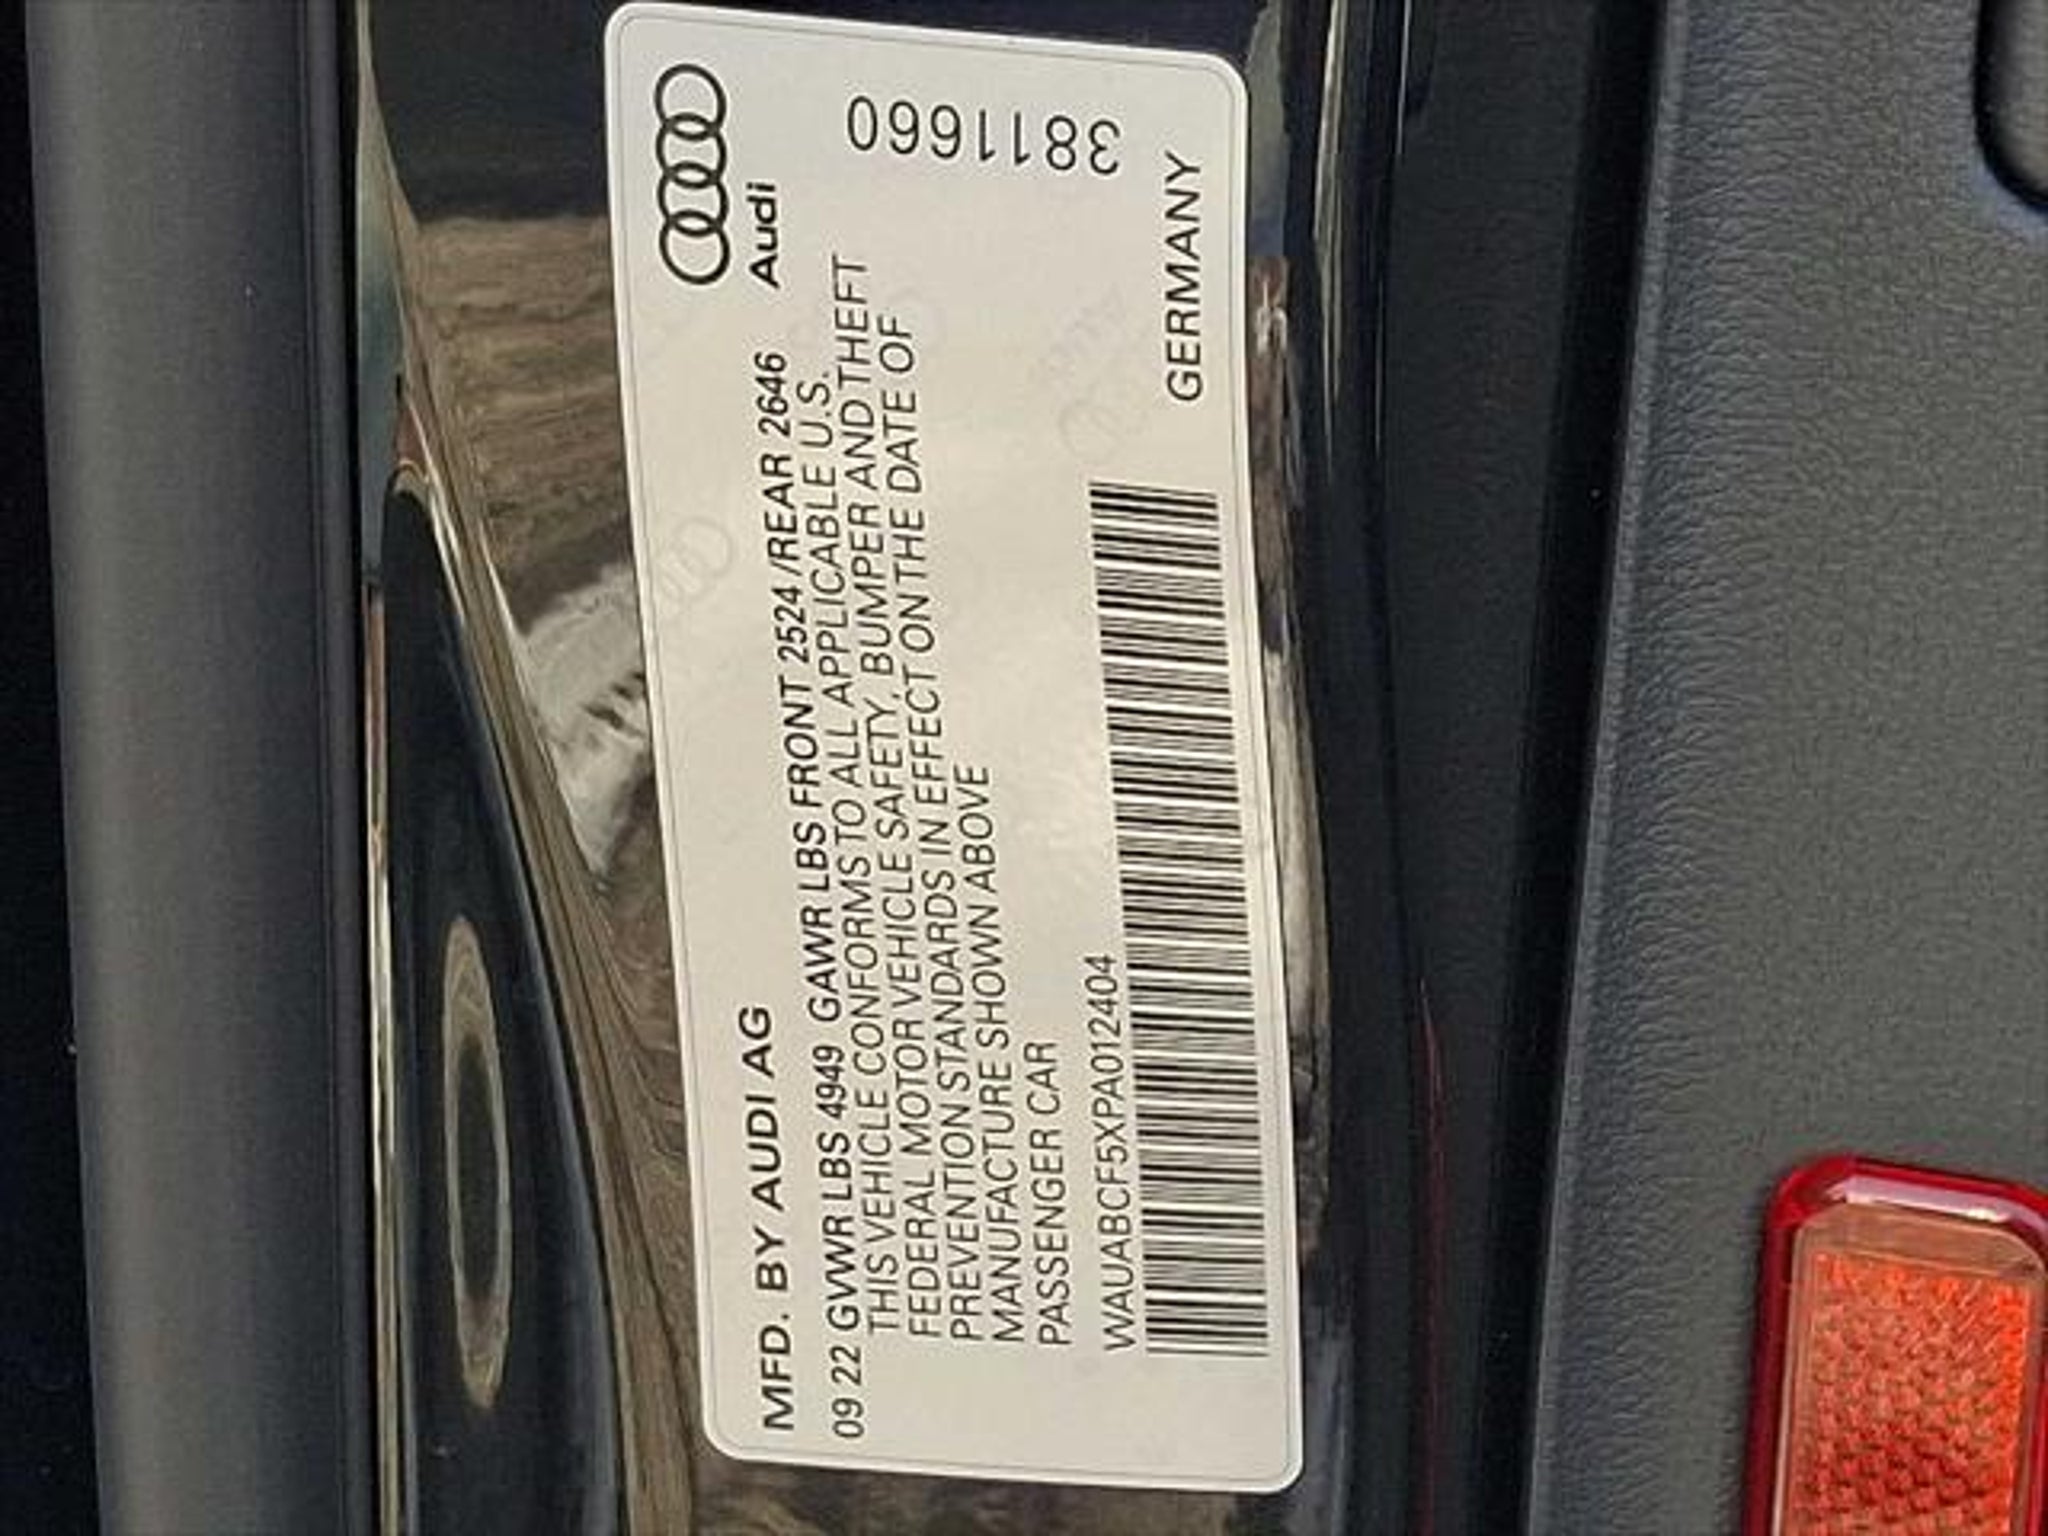 Audi
MFD. BY AUDI AG
09 22 GVWR LBS 4949 GAWR LBS FRONT 2524 /REAR 2646
THIS VEHICLE CONFORMS TO ALL APPLICABLE U.S.
FEDERAL MOTOR VEHICLE SAFETY, BUMPER AND THEFT
PREVENTION STANDARDS IN EFFECT ON THE DATE OF
MANUFACTURE SHOWN ABOVE
PASSENGER CAR
WAUABCF5XPA012404
3811660
GERMANY